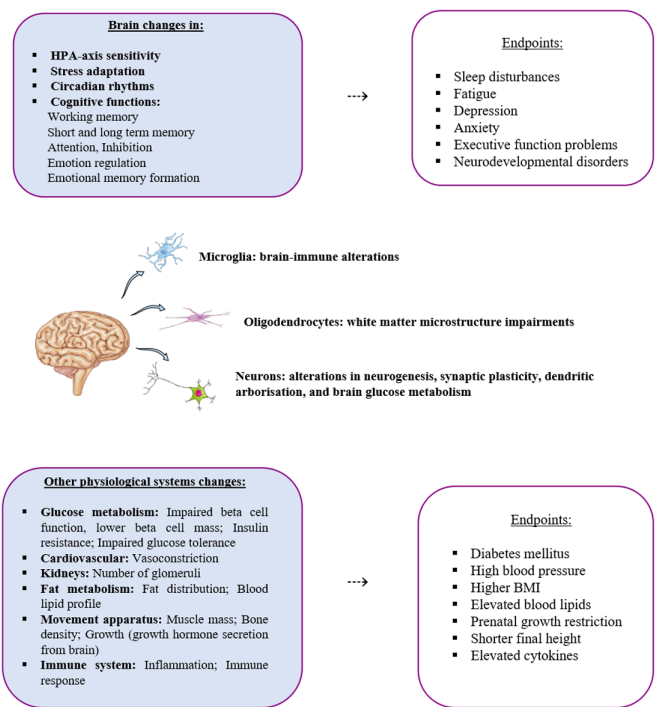 Brain changes in:
▪ HPA-axis sensitivity
▪ Stress adaptation
▪ Circadian rhythms
▪ Cognitive functions:
Working memory
Short and long term memory
Attention, Inhibition
Emotion regulation
Emotional memory formation
Endpoints:
▪ Sleep disturbances
▪ Fatigue
▪ Depression
▪ Anxiety
▪ Executive function problems
▪ Neurodevelopmental disorders
Microglia: brain-immune alterations
Oligodendrocytes: white matter microstructure impairments
Neurons: alterations in neurogenesis, synaptic plasticity, dendritic
arborisation, and brain glucose metabolism
Other physiological systems changes:
▪ Glucose metabolism: Impaired beta cell
function, lower beta cell mass; Insulin
resistance; Impaired glucose tolerance
▪ Cardiovascular: Vasoconstriction
▪ Kidneys: Number of glomeruli
▪ Fat metabolism: Fat distribution; Blood
lipid profile
▪ Movement apparatus: Muscle mass; Bone
density; Growth (growth hormone secretion
from brain)
▪ Immune system: Inflammation; Immune
response
Endpoints:
▪ Diabetes mellitus
▪ High blood pressure
▪ Higher BMI
▪ Elevated blood lipids
▪ Prenatal growth restriction
▪ Shorter final height
▪ Elevated cytokines